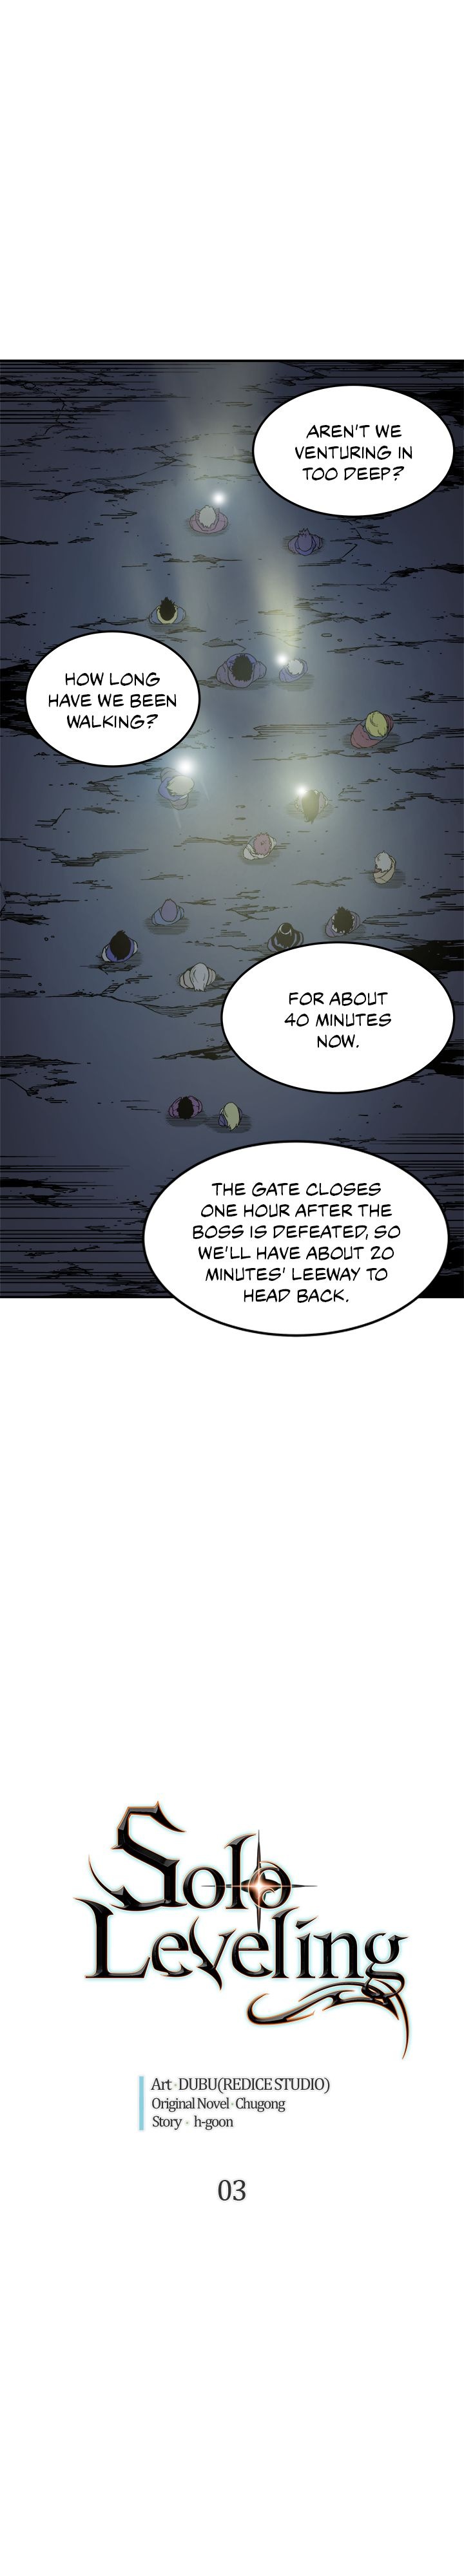 AREN'T WE
VENTURING IN
TOO DEEP?
HOW LONG
HAVE WE BEEN
WALKING?
FOR ABOUT
40 MINUTES
NOW.
THE GATE CLOSES
ONE HOUR AFTER THE
BOSS IS DEFEATED, SO
WE'LL HAVE ABOUT 20
MINUTES' LEEWAY TO
HEAD BACK.
Solo
Leveling
Art • DUBU(REDICE STUDIO)
Original Novel • Chugong
Story • h-goon
03